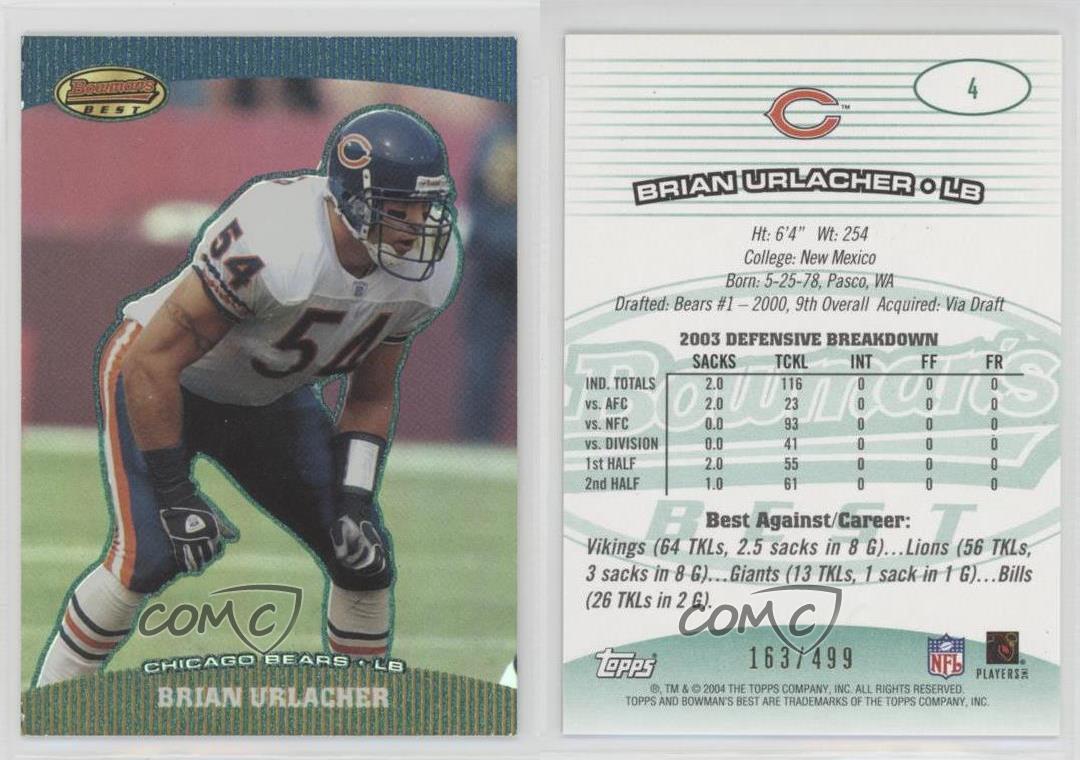 Bowman's
BEST
C
54
54
COMC
CHICAGO BEARS • LB
BRIAN URLACHER
4
C™
BRIAN URLACHER • LB
Ht: 6'4" Wt: 254
College: New Mexico
Born: 5-25-78, Pasco, WA
Drafted: Bears #1 – 2000, 9th Overall Acquired: Via Draft
2003 DEFENSIVE BREAKDOWN
SACKS TCKL INT FF FR
IND. TOTALS 2.0 116 0 0 0
vs. AFC 2.0 23 0 0 0
vs. NFC 0.0 93 0 0 0
vs. DIVISION 0.0 41 0 0 0
1st HALF 2.0 55 0 0 0
2nd HALF 1.0 61 0 0 0
Bowman's
BEST
Best Against/Career:
Vikings (64 TKLs, 2.5 sacks in 8 G)...Lions (56 TKLs,
3 sacks in 8 G)...Giants (13 TKLs, 1 sack in 1 G)...Bills
(26 TKLs in 2 G).
COMC
Topps®
163/499
NFL
PLAYERS INC
®, TM & © 2004 THE TOPPS COMPANY, INC. ALL RIGHTS RESERVED.
TOPPS AND BOWMAN'S BEST ARE TRADEMARKS OF THE TOPPS COMPANY, INC.